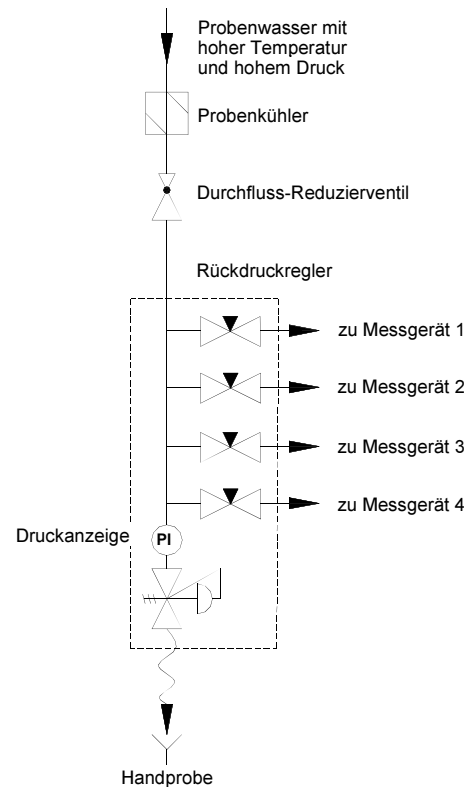 Probenwasser mit
hoher Temperatur
und hohem Druck
Probenkühler
Durchfluss-Reduzierventil
Rückdruckregler
zu Messgerät 1
zu Messgerät 2
zu Messgerät 3
zu Messgerät 4
Druckanzeige
PI
Handprobe